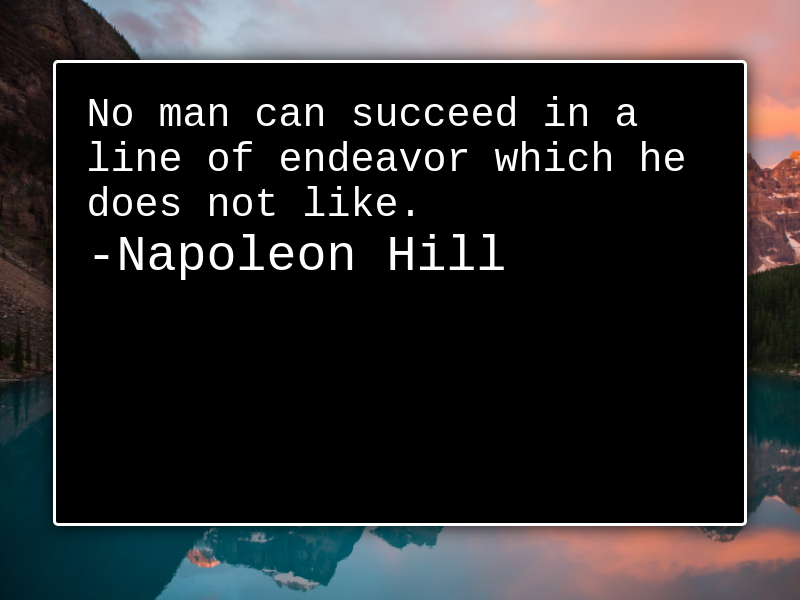 No man can succeed in a
line of endeavor which he
does not like.
-Napoleon Hill